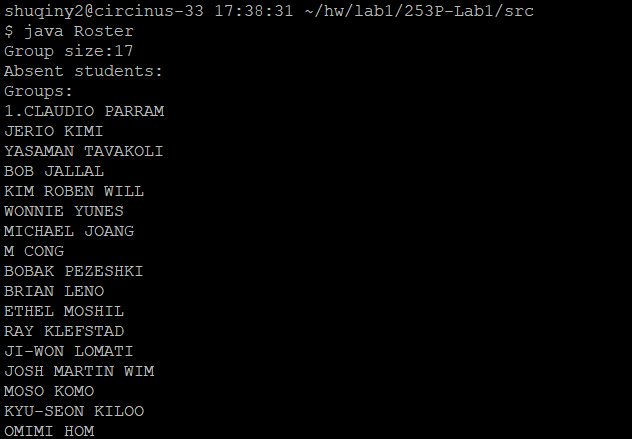 shuqiny2@circinus-33 17:38:31 ~/hw/lab1/253P-Lab1/src
$ java Roster
Group size:17
Absent students:
Groups:
1.CLAUDIO PARRAM
JERIO KIMI
YASAMAN TAVAKOLI
BOB JALLAL
KIM ROBEN WILL
WONNIE YUNES
MICHAEL JOANG
M CONG
BOBAK PEZESHKI
BRIAN LENO
ETHEL MOSHIL
RAY KLEFSTAD
JI-WON LOMATI
JOSH MARTIN WIM
MOSO KOMO
KYU-SEON KILOO
OMIMI HOM